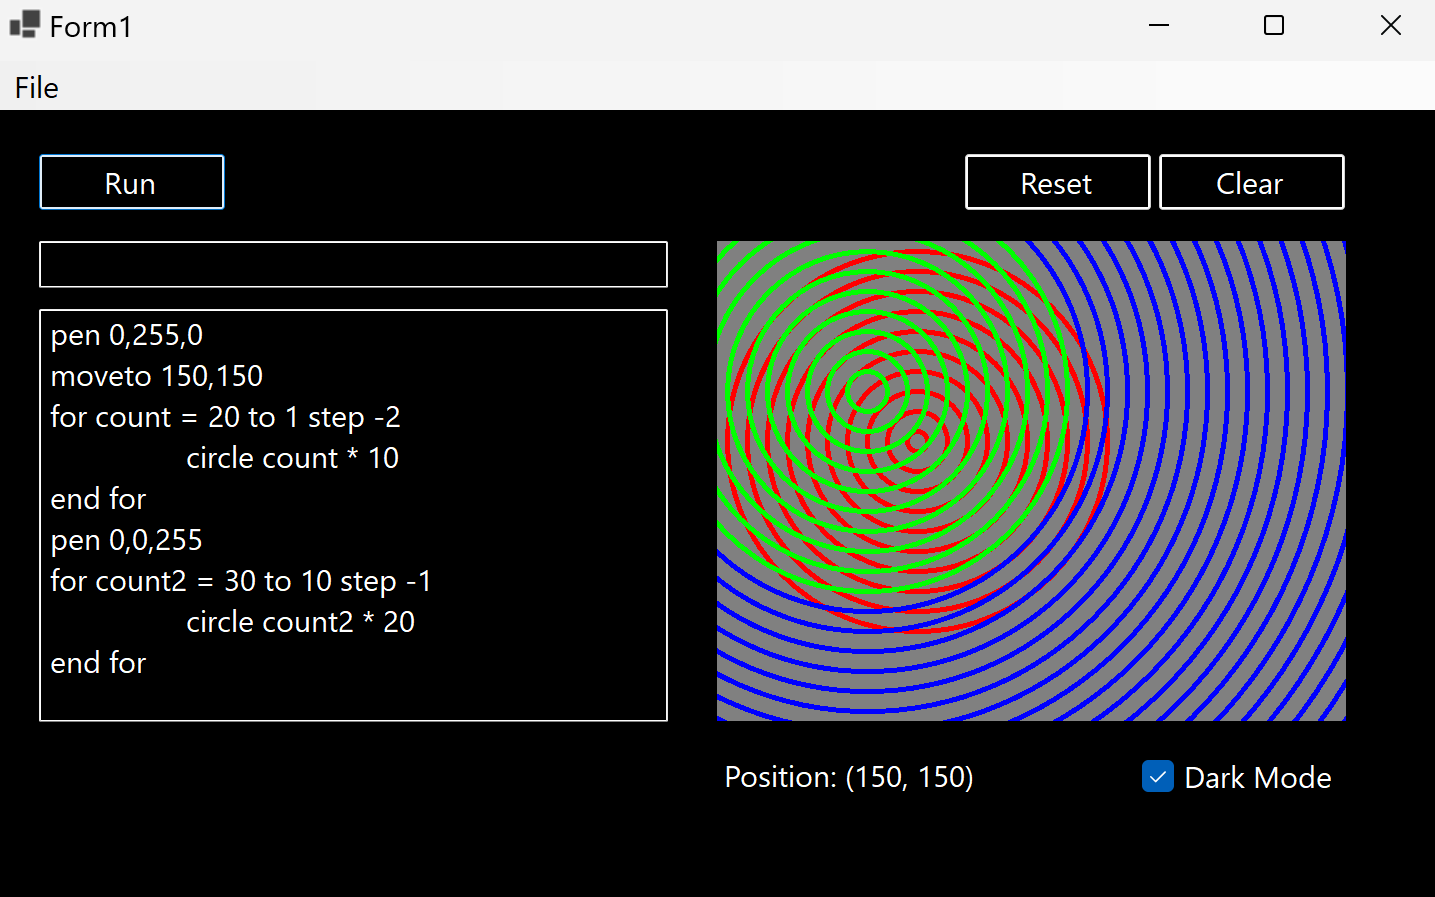 Form1
File
Run
Reset
Clear
pen 0,255,0
moveto 150,150
for count = 20 to 1 step -2
circle count * 10
end for
pen 0,0,255
for count2 = 30 to 10 step -1
circle count2 * 20
end for
Position: (150, 150)
Dark Mode